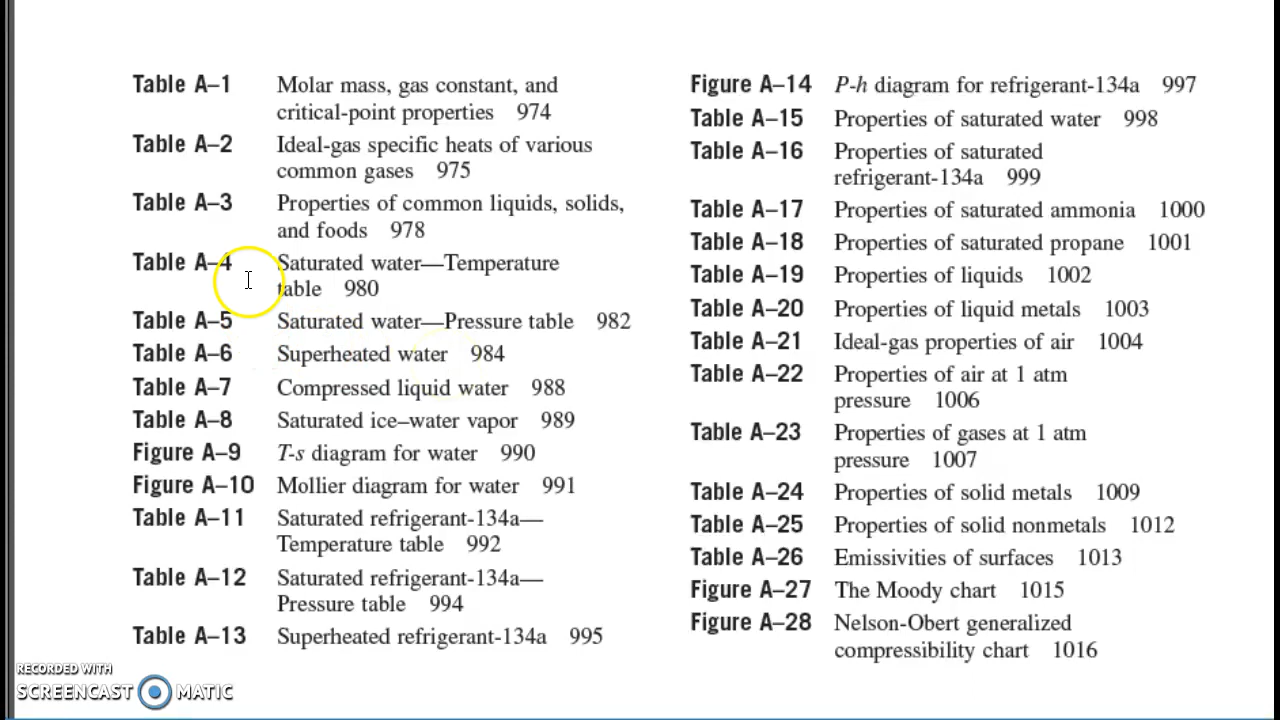 Table A–1 Molar mass, gas constant, and
critical-point properties 974
Table A–2 Ideal-gas specific heats of various
common gases 975
Table A–3 Properties of common liquids, solids,
and foods 978
Table A–4 Saturated water—Temperature
table 980
Table A–5 Saturated water—Pressure table 982
Table A–6 Superheated water 984
Table A–7 Compressed liquid water 988
Table A–8 Saturated ice–water vapor 989
Figure A–9 T-s diagram for water 990
Figure A–10 Mollier diagram for water 991
Table A–11 Saturated refrigerant-134a—
Temperature table 992
Table A–12 Saturated refrigerant-134a—
Pressure table 994
Table A–13 Superheated refrigerant-134a 995
Figure A–14 P-h diagram for refrigerant-134a 997
Table A–15 Properties of saturated water 998
Table A–16 Properties of saturated
refrigerant-134a 999
Table A–17 Properties of saturated ammonia 1000
Table A–18 Properties of saturated propane 1001
Table A–19 Properties of liquids 1002
Table A–20 Properties of liquid metals 1003
Table A–21 Ideal-gas properties of air 1004
Table A–22 Properties of air at 1 atm
pressure 1006
Table A–23 Properties of gases at 1 atm
pressure 1007
Table A–24 Properties of solid metals 1009
Table A–25 Properties of solid nonmetals 1012
Table A–26 Emissivities of surfaces 1013
Figure A–27 The Moody chart 1015
Figure A–28 Nelson-Obert generalized
compressibility chart 1016
RECORDED WITH
SCREENCAST MATIC